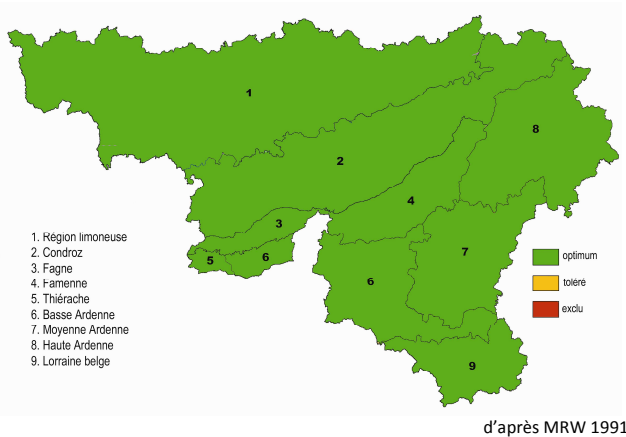 1
8
2
4
3
5
6
7
6
9
1. Région limoneuse
2. Condroz
3. Fagne
4. Famenne
5. Thiérache
6. Basse Ardenne
7. Moyenne Ardenne
8. Haute Ardenne
9. Lorraine belge
optimum
toléré
exclu
d'après MRW 1991